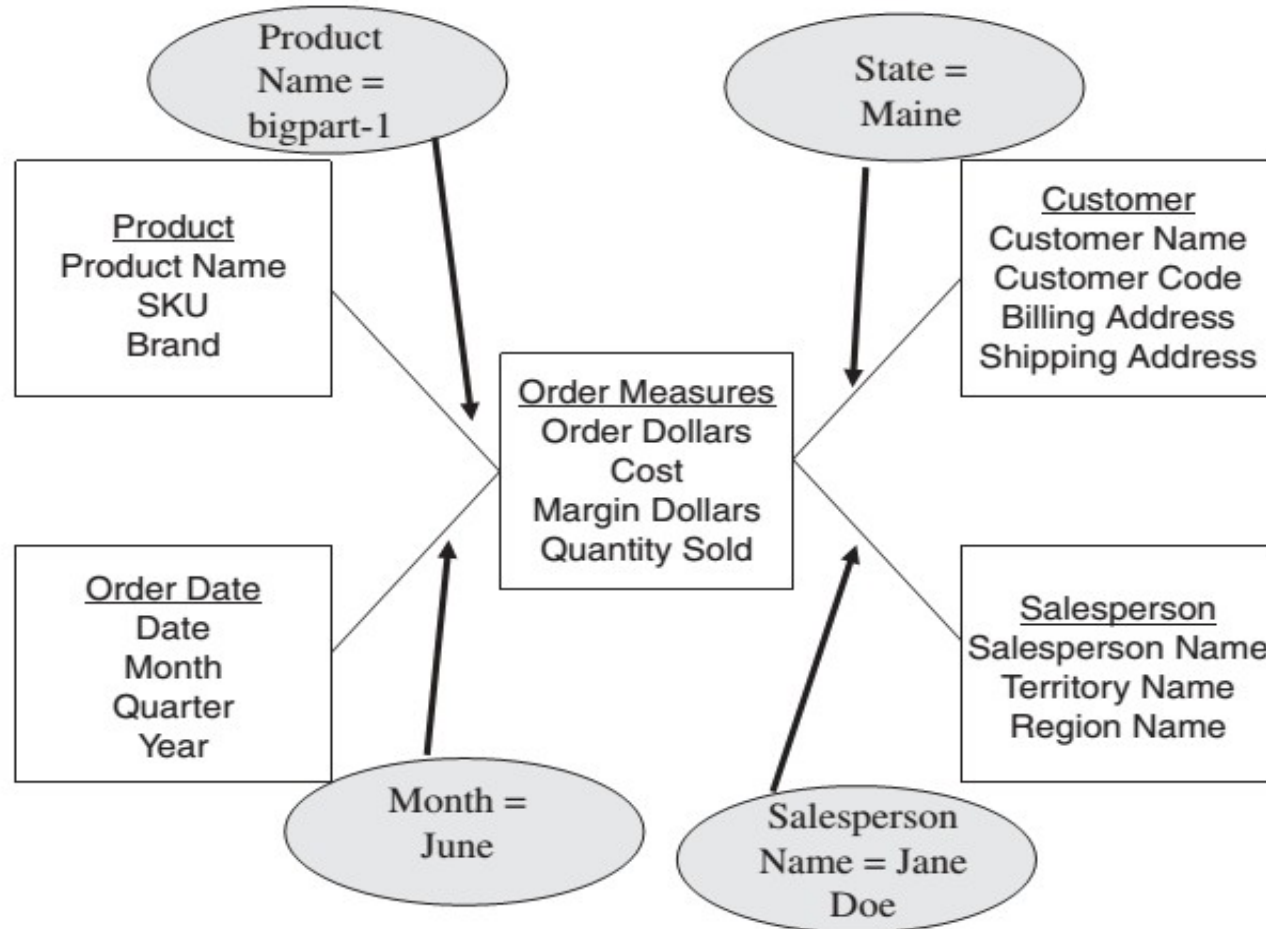 Product
Name =
bigpart-1
State =
Maine
Product
Product Name
SKU
Brand
Customer
Customer Name
Customer Code
Billing Address
Shipping Address
Order Measures
Order Dollars
Cost
Margin Dollars
Quantity Sold
Order Date
Date
Month
Quarter
Year
Salesperson
Salesperson Name
Territory Name
Region Name
Month =
June
Salesperson
Name = Jane
Doe